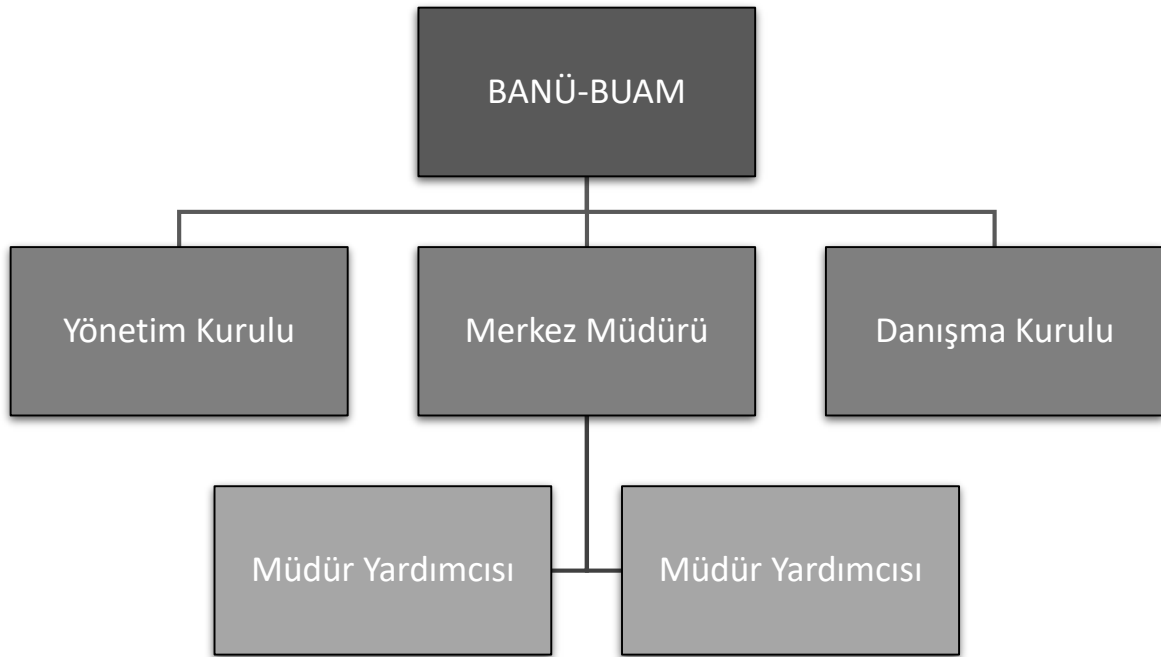 BANÜ-BUAM
Yönetim Kurulu
Merkez Müdürü
Danışma Kurulu
Müdür Yardımcısı
Müdür Yardımcısı